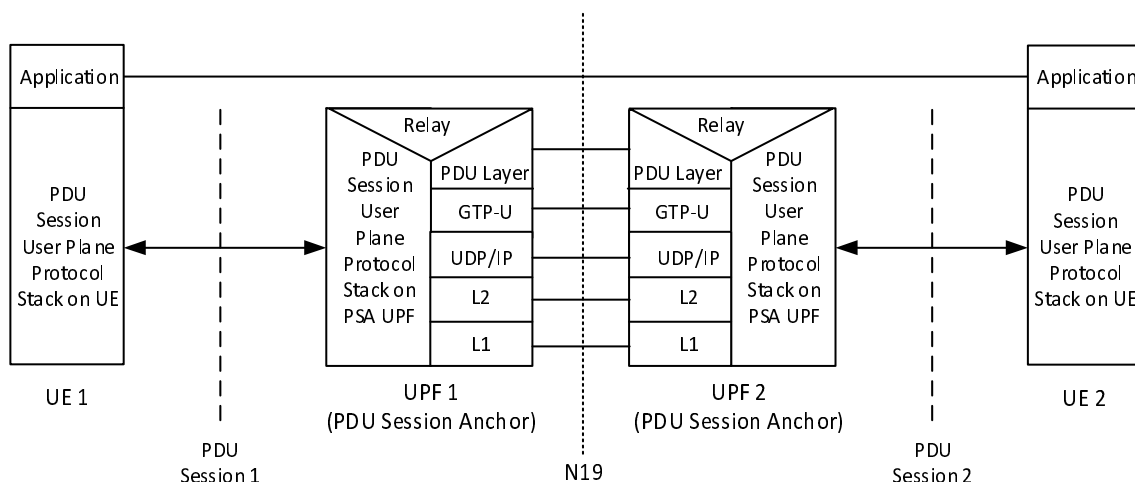 Application
PDU
Session
User Plane
Protocol
Stack on UE
UE 1
PDU
Session 1
Relay
PDU
Session
User
Plane
Protocol
Stack on
PSA UPF
PDU Layer
GTP-U
UDP/IP
L2
L1
UPF 1
(PDU Session Anchor)
N19
Relay
PDU Layer
GTP-U
UDP/IP
L2
L1
PDU
Session
User
Plane
Protocol
Stack on
PSA UPF
UPF 2
(PDU Session Anchor)
PDU
Session 2
Application
PDU
Session
User Plane
Protocol
Stack on UE
UE 2